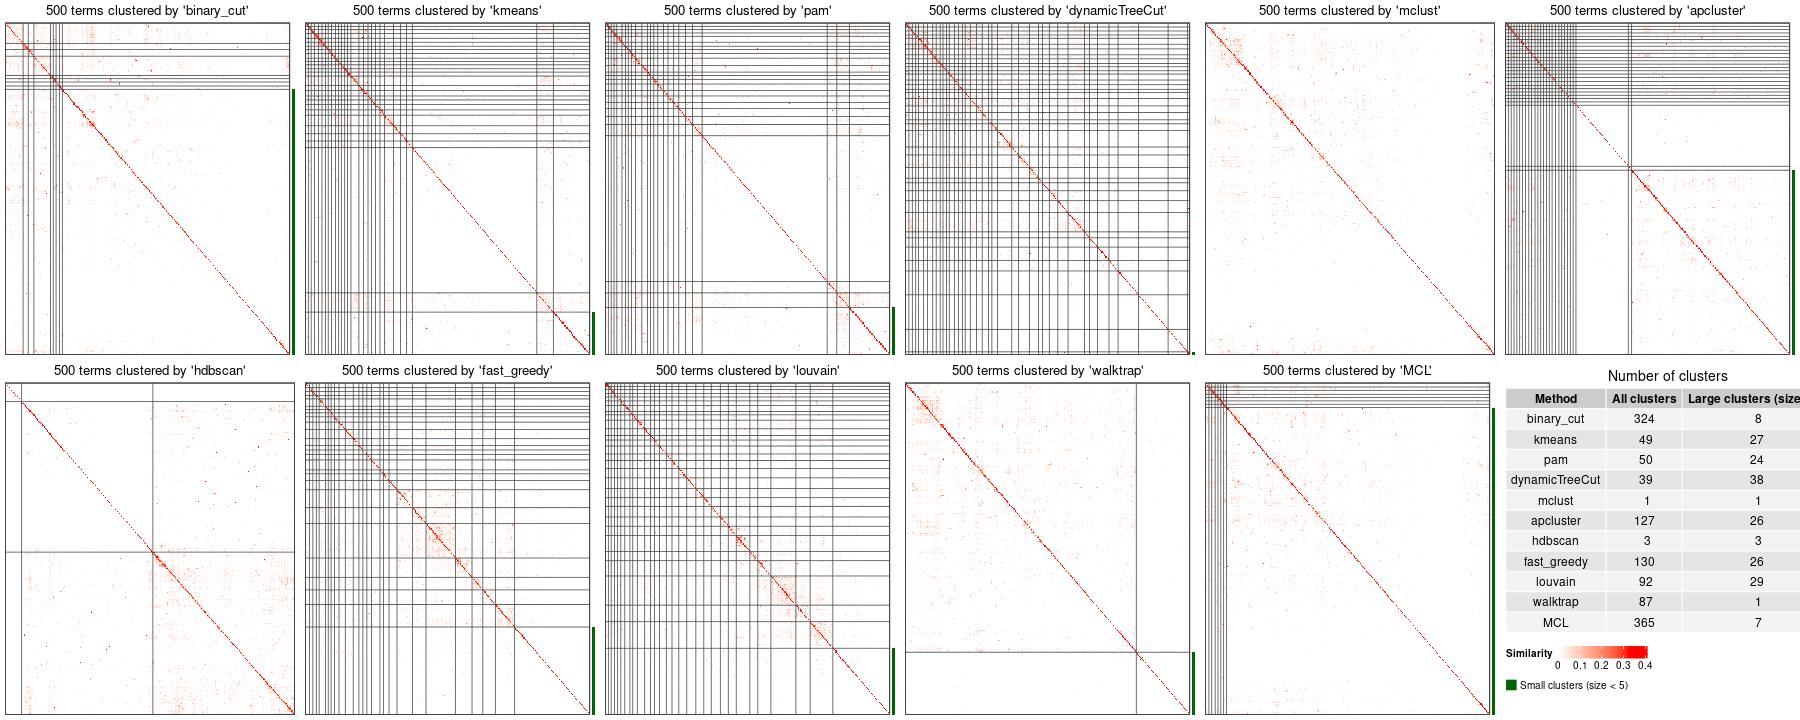 500 terms clustered by 'binary_cut'
500 terms clustered by 'kmeans'
500 terms clustered by 'pam'
500 terms clustered by 'dynamicTreeCut'
500 terms clustered by 'mclust'
500 terms clustered by 'apcluster'
500 terms clustered by 'hdbscan'
500 terms clustered by 'fast_greedy'
500 terms clustered by 'louvain'
500 terms clustered by 'walktrap'
500 terms clustered by 'MCL'
Number of clusters
Method All clusters Large clusters (size
binary_cut 324 8
kmeans 49 27
pam 50 24
dynamicTreeCut 39 38
mclust 1 1
apcluster 127 26
hdbscan 3 3
fast_greedy 130 26
louvain 92 29
walktrap 87 1
MCL 365 7
Similarity
0 0.1 0.2 0.3 0.4
Small clusters (size < 5)